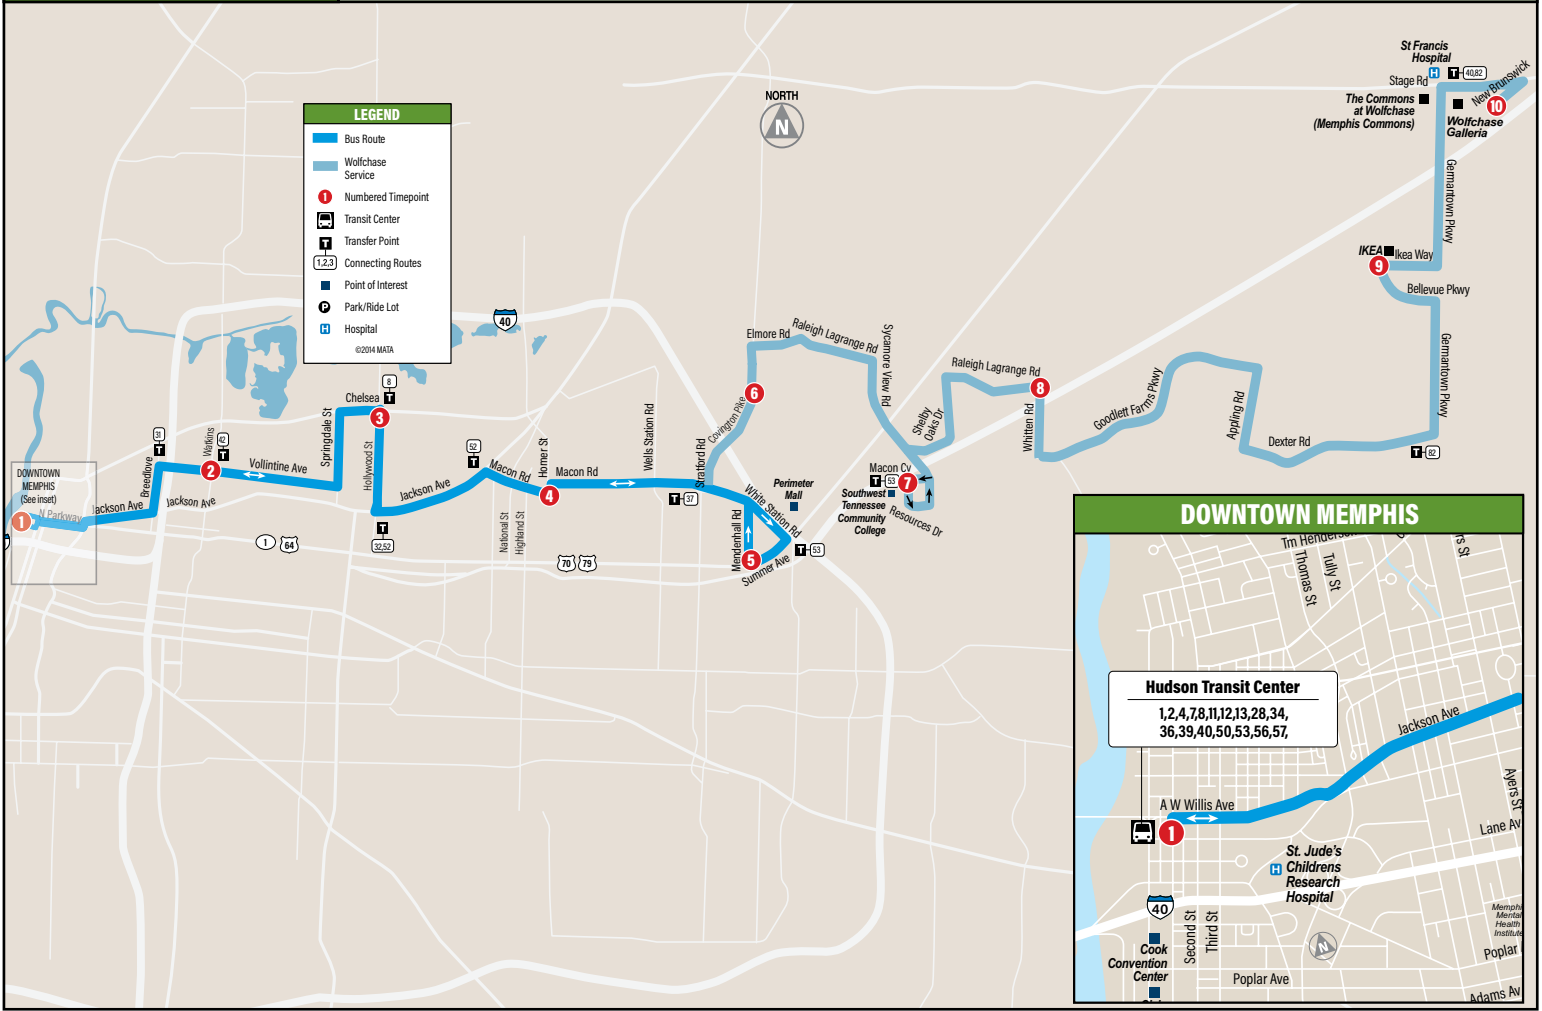 LEGEND
Bus Route
Wolfchase
Service
1
Numbered Timepoint
Transit Center
T
Transfer Point
1,2,3
Connecting Routes
Point of Interest
P
Park/Ride Lot
H
Hospital
©2014 MATA
NORTH
N
St Francis
Hospital
H
T
40,82
Stage Rd
New Brunswick
10
The Commons
at Wolfchase
(Memphis Commons)
Wolfchase
Galleria
Germantown Pkwy
IKEA
Ikea Way
9
Bellevue Pkwy
Germantown Pkwy
40
Elmore Rd
Raleigh Lagrange Rd
Sycamore View Rd
Raleigh Lagrange Rd
8
6
Covington Pike
Shelby
Oaks Dr
Whitten Rd
Goodlett Farms Pkwy
Appling Rd
Dexter Rd
T
82
8
T
Chelsea
3
Springdale St
Hollywood St
31
T
Breedlove
Watkins
42
T
2
Vollintine Ave
Jackson Ave
Jackson Ave
DOWNTOWN
MEMPHIS
(See inset)
1
N Parkway
Jackson Ave
52
T
Macon Rd
Homer St
Macon Rd
4
Wells Station Rd
Stratford Rd
T
37
National St
Highland St
T
32,52
1
64
70
79
Perimeter
Mall
White Station Rd
Mendenhall Rd
5
Summer Ave
T
53
Macon Cv
T
53
7
Southwest
Tennessee
Community
College
Resources Dr
DOWNTOWN MEMPHIS
Tm Henderson
Thomas St
Tully St
rs St
Hudson Transit Center
1,2,4,7,8,11,12,13,28,34,
36,39,40,50,53,56,57,
Jackson Ave
A W Willis Ave
1
Ayers St
Lane Av
St. Jude's
Childrens
Research
Hospital
H
40
Second St
Third St
N
Memphi
Mental
Health
Institute
Cook
Convention
Center
Poplar
Poplar Ave
Adams Av